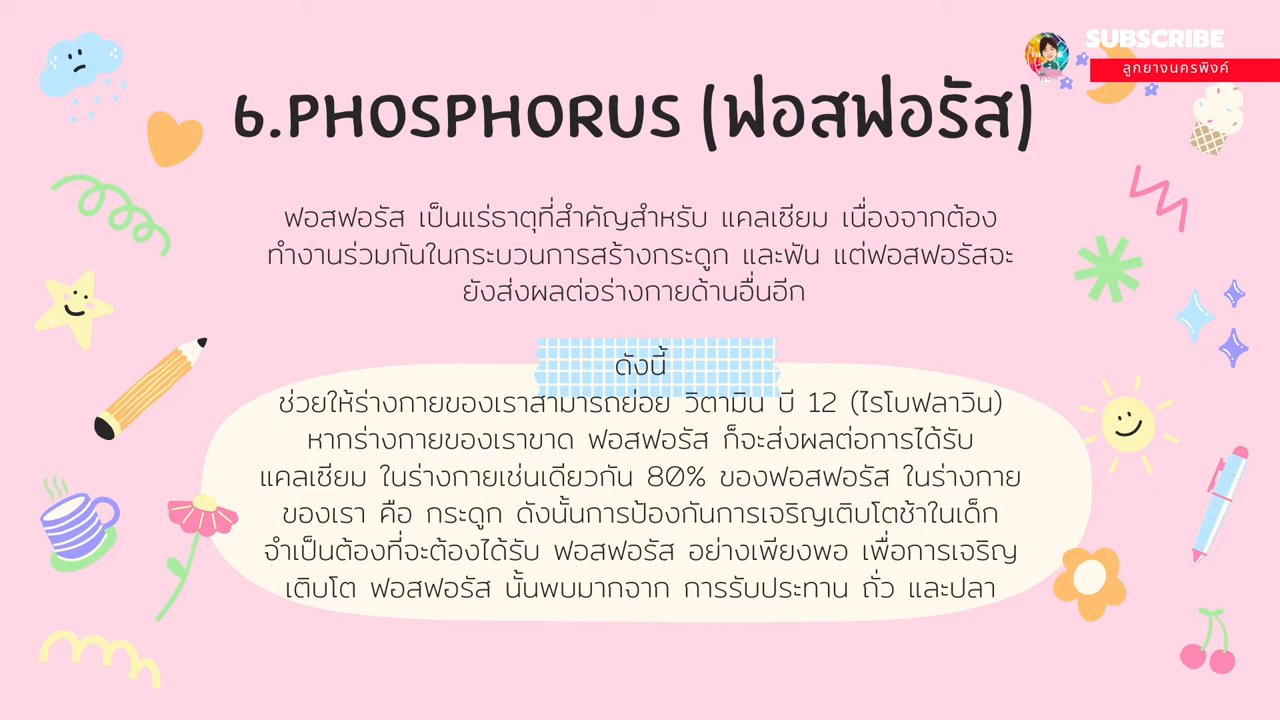 SUBSCRIBE
ลูกยางนครพิงค์
6.PHOSPHORUS (ฟอสฟอรัส)
ฟอสฟอรัส เป็นแร่ธาตุที่สำคัญสำหรับ แคลเซียม เนื่องจากต้อง
ทำงานร่วมกันในกระบวนการสร้างกระดูก และฟัน แต่ฟอสฟอรัสจะ
ยังส่งผลต่อร่างกายด้านอื่นอีก
ดังนี้
ช่วยให้ร่างกายของเราสามารถย่อย วิตามิน บี 12 (ไรโบฟลาวิน)
หากร่างกายของเราขาด ฟอสฟอรัส ก็จะส่งผลต่อการได้รับ
แคลเซียม ในร่างกายเช่นเดียวกัน 80% ของฟอสฟอรัส ในร่างกาย
ของเรา คือ กระดูก ดังนั้นการป้องกันการเจริญเติบโตช้าในเด็ก
จำเป็นต้องที่จะต้องได้รับ ฟอสฟอรัส อย่างเพียงพอ เพื่อการเจริญ
เติบโต ฟอสฟอรัส นั้นพบมากจาก การรับประทาน ถั่ว และปลา